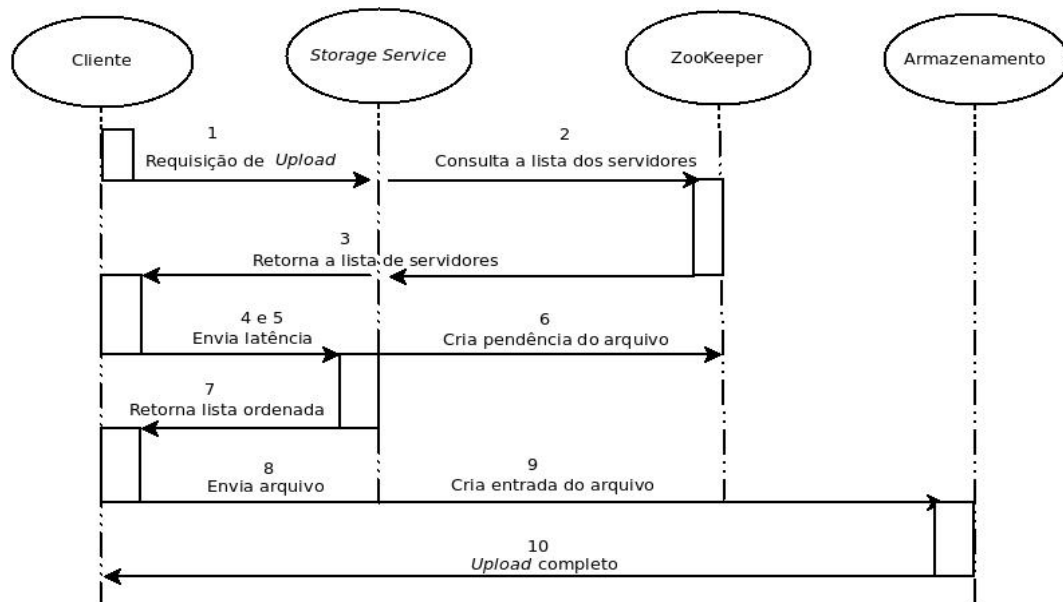 Cliente
Storage Service
ZooKeeper
Armazenamento
1
Requisição de Upload
2
Consulta a lista dos servidores
3
Retorna a lista de servidores
4 e 5
Envia latência
6
Cria pendência do arquivo
7
Retorna lista ordenada
8
Envia arquivo
9
Cria entrada do arquivo
10
Upload completo